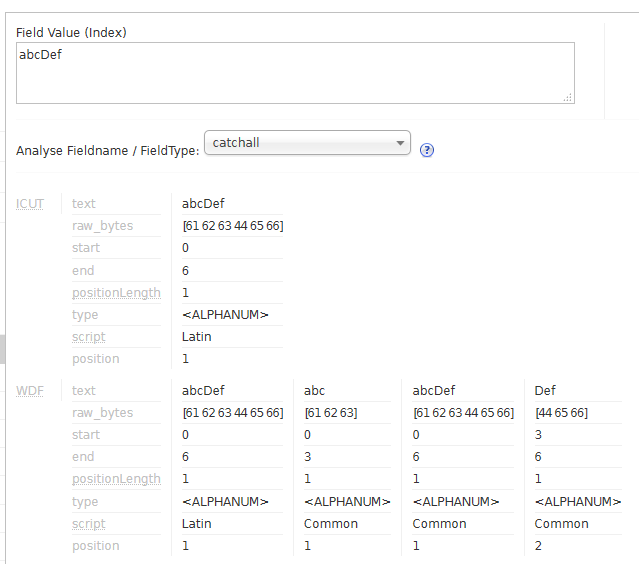 Field Value (Index)
abcDef
Analyse Fieldname / FieldType: catchall ?
ICUT text abcDef
raw_bytes [61 62 63 44 65 66]
start 0
end 6
positionLength 1
type <ALPHANUM>
script Latin
position 1
WDF text abcDef abc abcDef Def
raw_bytes [61 62 63 44 65 66] [61 62 63] [61 62 63 44 65 66] [44 65 66]
start 0 0 0 3
end 6 3 6 6
positionLength 1 1 1 1
type <ALPHANUM> <ALPHANUM> <ALPHANUM> <ALPHANUM>
script Latin Common Common Common
position 1 1 1 2